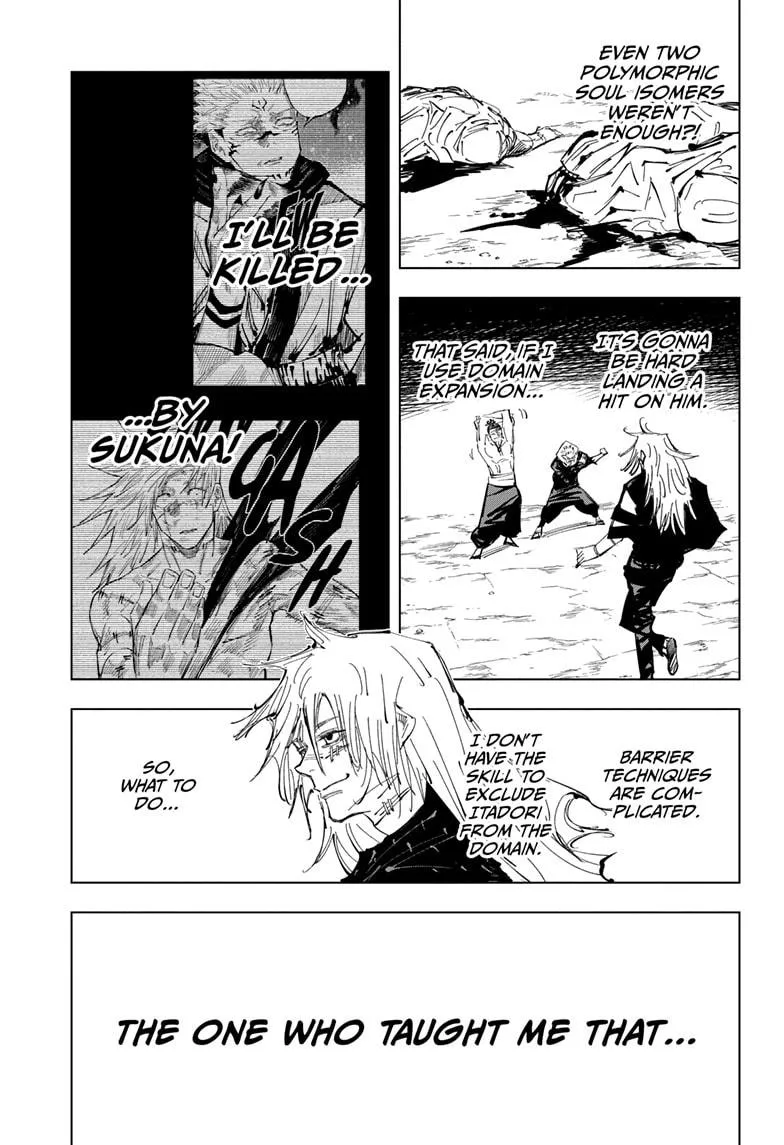 EVEN TWO
POLYMORPHIC
SOUL ISOMERS
WEREN'T
ENOUGH?!
IT'S GONNA
BE HARD
LANDING A
HIT ON HIM.
THAT SAID, IF I
USE DOMAIN
EXPANSION...
I'LL BE
KILLED...
...BY
SUKUNA!
GASH
BARRIER
TECHNIQUES
ARE COM-
PLICATED.
I DON'T
HAVE THE
SKILL TO
EXCLUDE
ITADORI
FROM THE
DOMAIN.
SO,
WHAT TO
DO...
THE ONE WHO TAUGHT ME THAT...